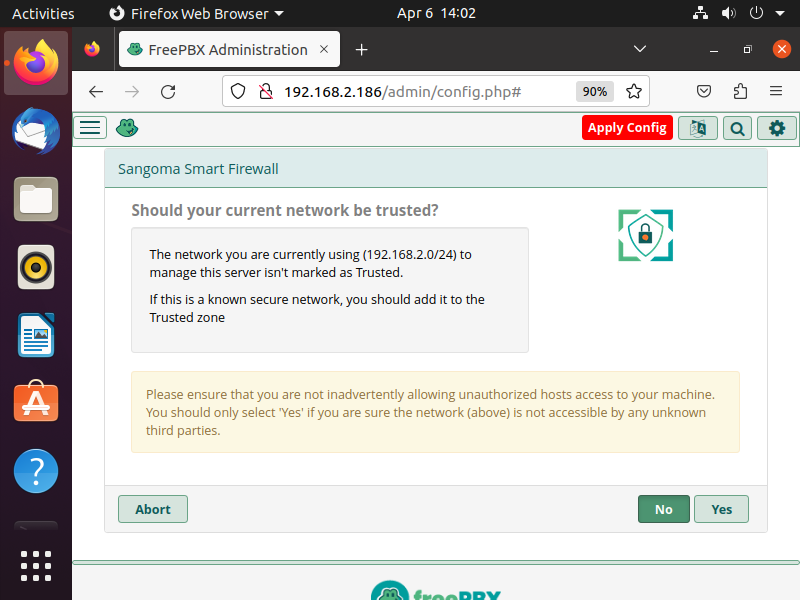 Activities
Firefox Web Browser
Apr 6 14:02
FreePBX Administration
192.168.2.186/admin/config.php#
90%
Apply Config
Sangoma Smart Firewall
Should your current network be trusted?
The network you are currently using (192.168.2.0/24) to
manage this server isn't marked as Trusted.
If this is a known secure network, you should add it to the
Trusted zone
Please ensure that you are not inadvertently allowing unauthorized hosts access to your machine.
You should only select 'Yes' if you are sure the network (above) is not accessible by any unknown
third parties.
Abort
No
Yes
freePBX